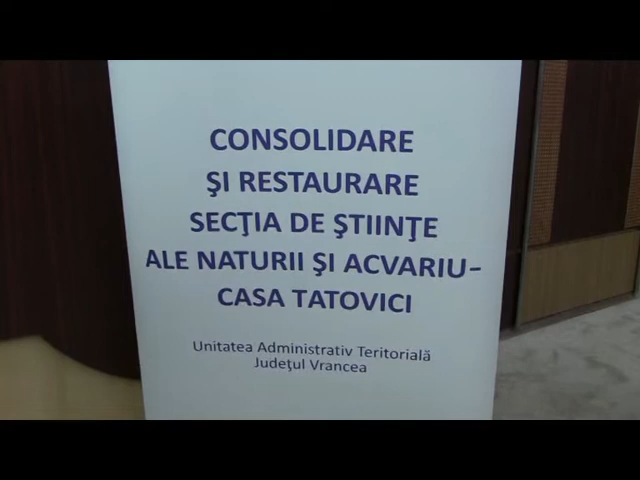 CONSOLIDARE
ŞI RESTAURARE
SECŢIA DE ŞTIINŢE
ALE NATURII ŞI ACVARIU-
CASA TATOVICI
Unitatea Administrativ Teritorială
Judeţul Vrancea